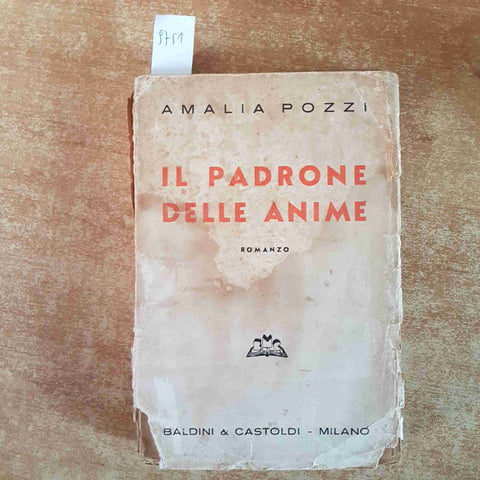 9751
AMALIA POZZI
IL PADRONE
DELLE ANIME
ROMANZO
BALDINI & CASTOLDI - MILANO